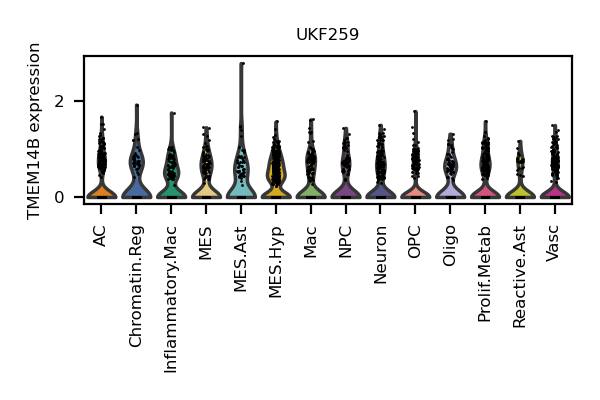 UKF259
TMEM14B expression
2
0
AC
Chromatin.Reg
Inflammatory.Mac
MES
MES.Ast
MES.Hyp
Mac
NPC
Neuron
OPC
Oligo
Prolif.Metab
Reactive.Ast
Vasc